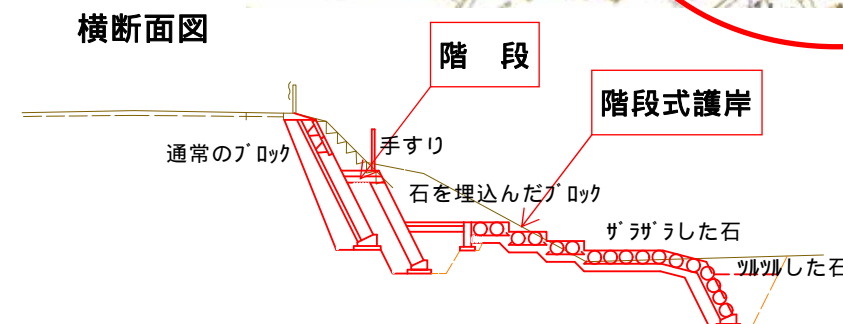 横断面図
階　段
階段式護岸
手すり
通常のﾌﾞﾛｯｸ
石を埋込んだﾌﾞﾛｯｸ
ｻﾞﾗｻﾞﾗした石
ﾂﾙﾂﾙした石